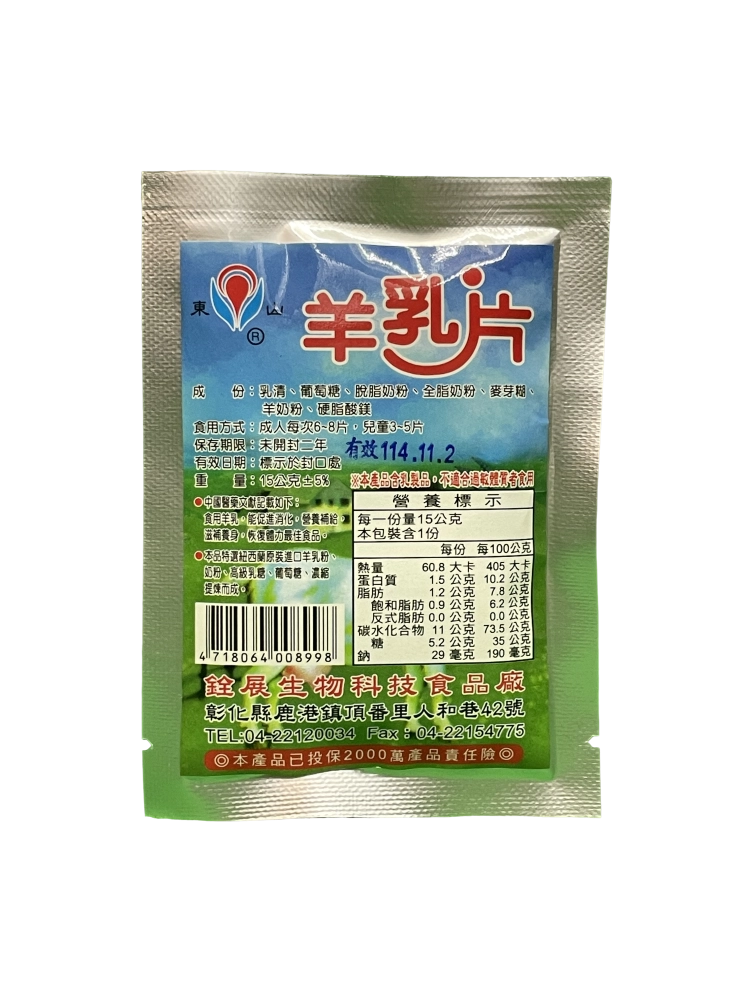 東山
®
羊乳片
成　份：乳清、葡萄糖、脫脂奶粉、全脂奶粉、麥芽糊、
羊奶粉、硬脂酸鎂
食用方式：成人每次6~8片，兒童3~5片
保存期限：未開封二年
有效114.11.2
有效日期：標示於封口處
重　量：15公克±5%
※本產品含乳製品，不適合過敏體質者食用
●中國醫藥文獻記載如下：
食用羊乳，能促進消化，營養補給，
滋補養身，恢復體力最佳食品。
●本品特選紐西蘭原裝進口羊乳粉、
奶粉、高級乳糖、葡萄糖、濃縮
提煉而成。
營養標示
每一份量15公克
本包裝含1份
每份 每100公克
熱量 60.8 大卡 405 大卡
蛋白質 1.5 公克 10.2 公克
脂肪 1.2 公克 7.8 公克
飽和脂肪 0.9 公克 6.2 公克
反式脂肪 0.0 公克 0.0 公克
碳水化合物 11 公克 73.5 公克
糖 5.2 公克 35 公克
鈉 29 毫克 190 毫克
4 718064 008998
銓展生物科技食品廠
彰化縣鹿港鎮頂番里人和巷42號
TEL:04-22120034 Fax：04-22154775
◎本產品已投保2000萬產品責任險◎